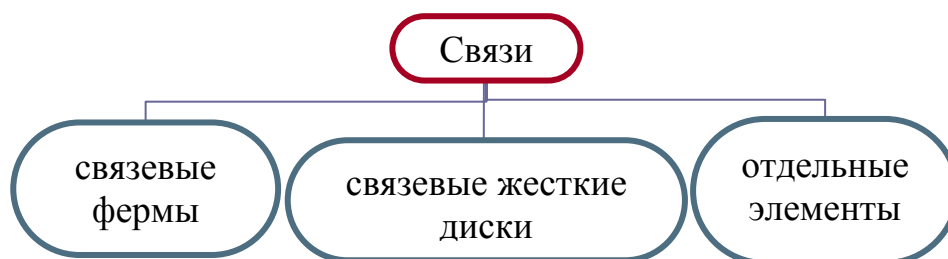 Связи
связевые
фермы
связевые жесткие
диски
отдельные
элементы